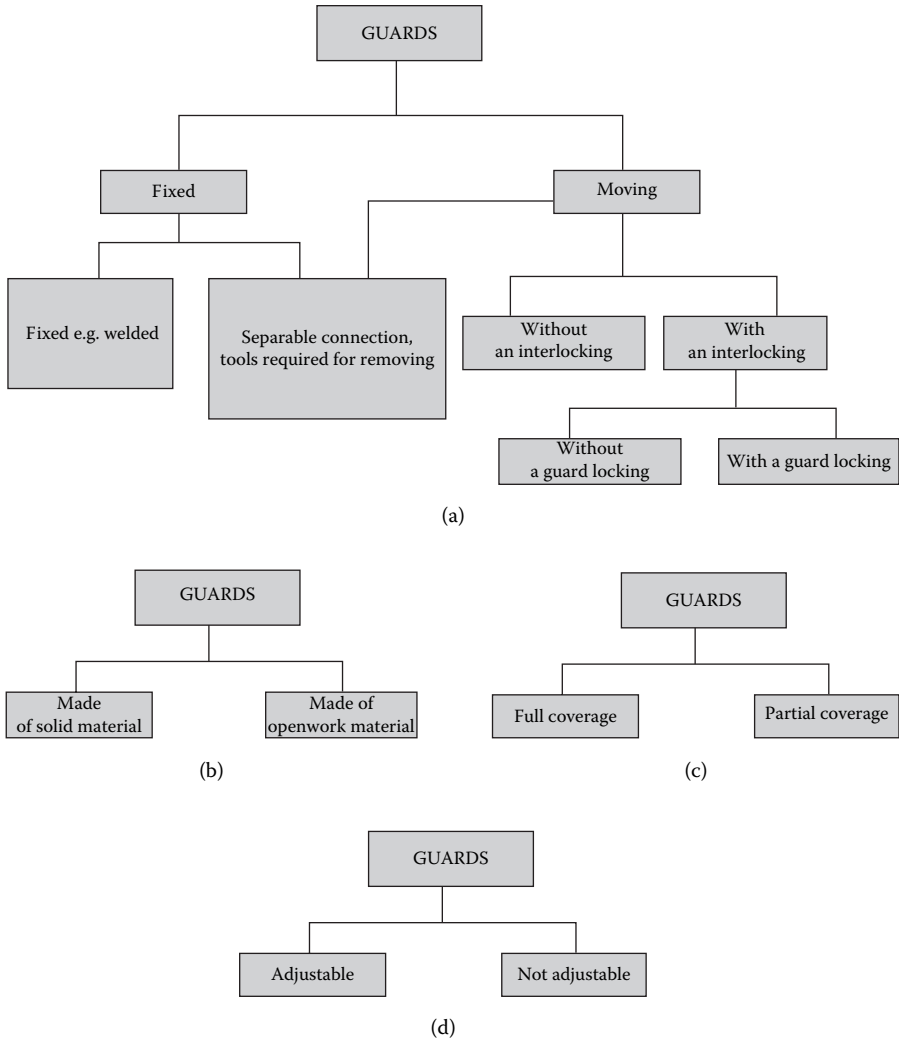 GUARDS
Fixed
Moving
Fixed e.g. welded
Separable connection,
tools required for removing
Without
an interlocking
With
an interlocking
Without
a guard locking
With a guard locking
(a)
GUARDS
Made
of solid material
Made of
openwork material
(b)
GUARDS
Full coverage
Partial coverage
(c)
GUARDS
Adjustable
Not adjustable
(d)